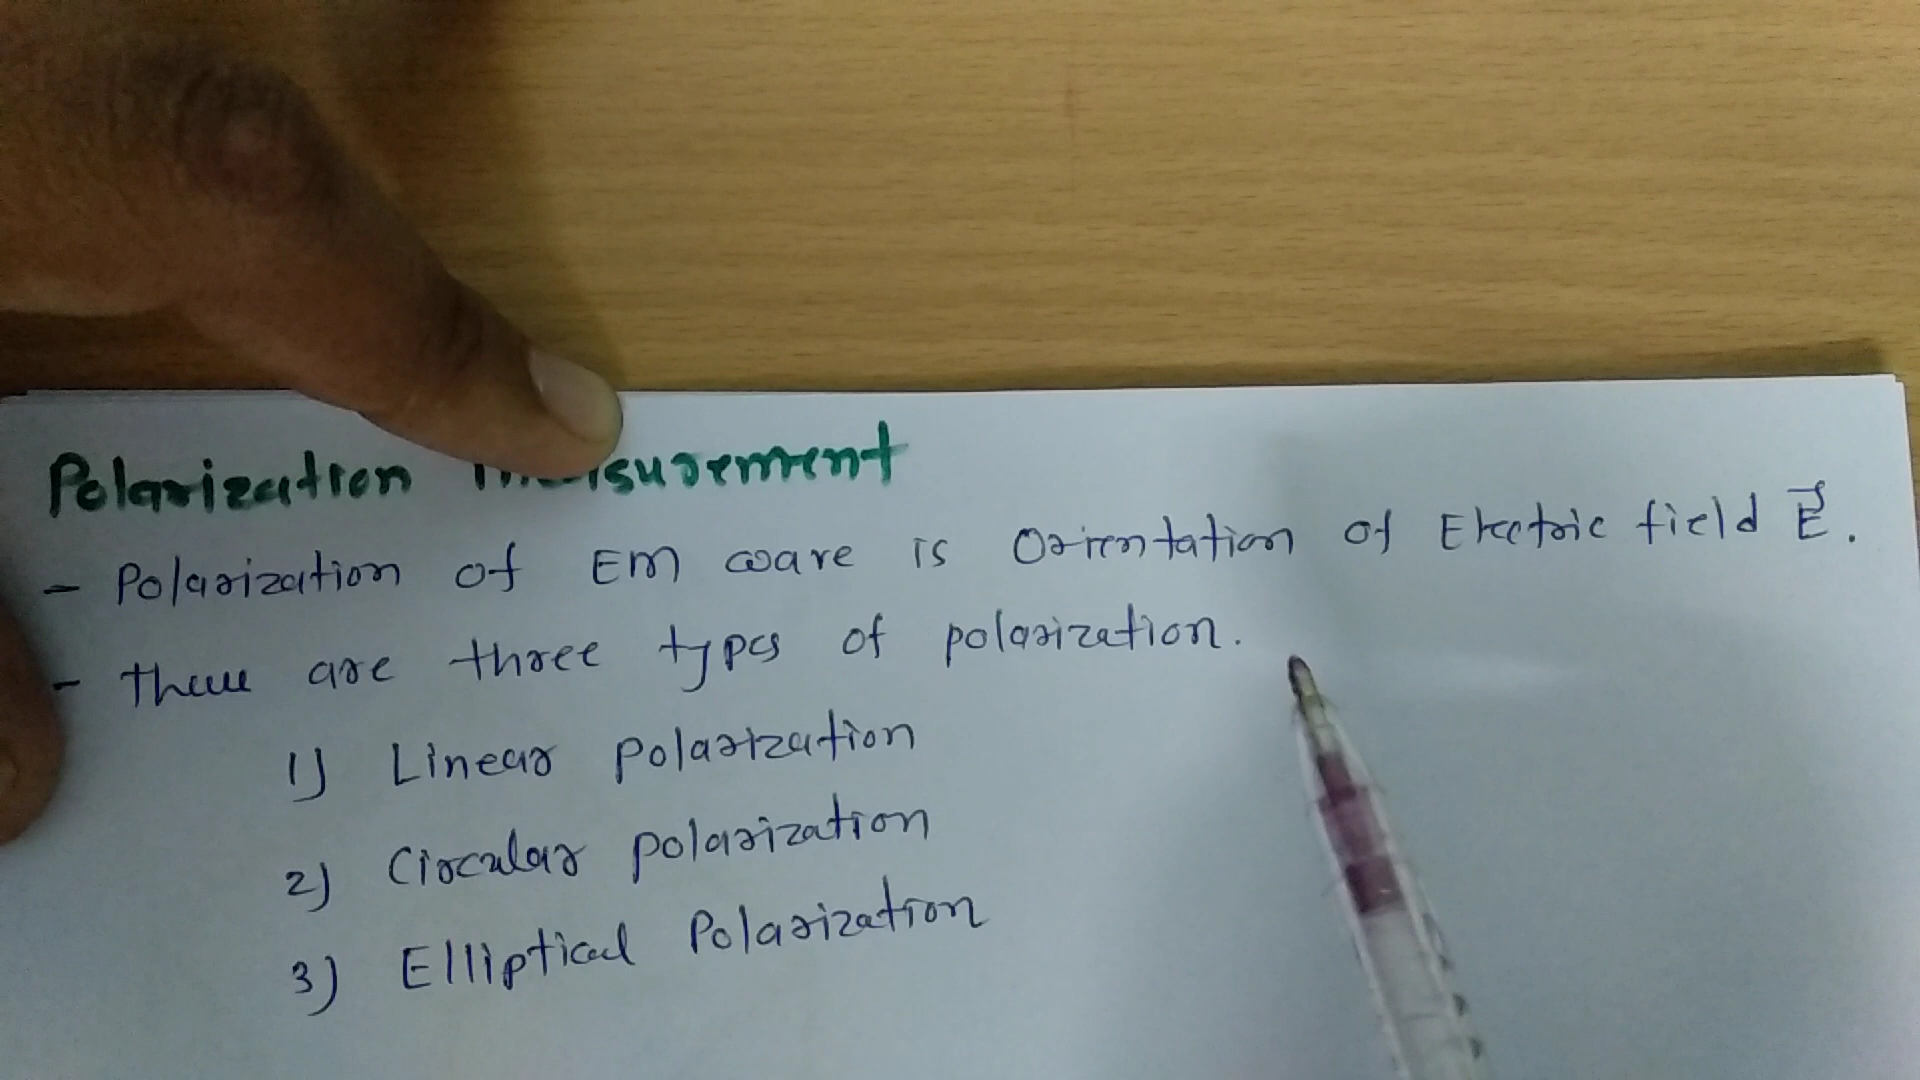 Polarization measurement
- Polarization of EM wave is Orientation of Electric field E⃗.
- There are three types of polarization.
1) Linear polarization
2) Circular polarization
3) Elliptical Polarization